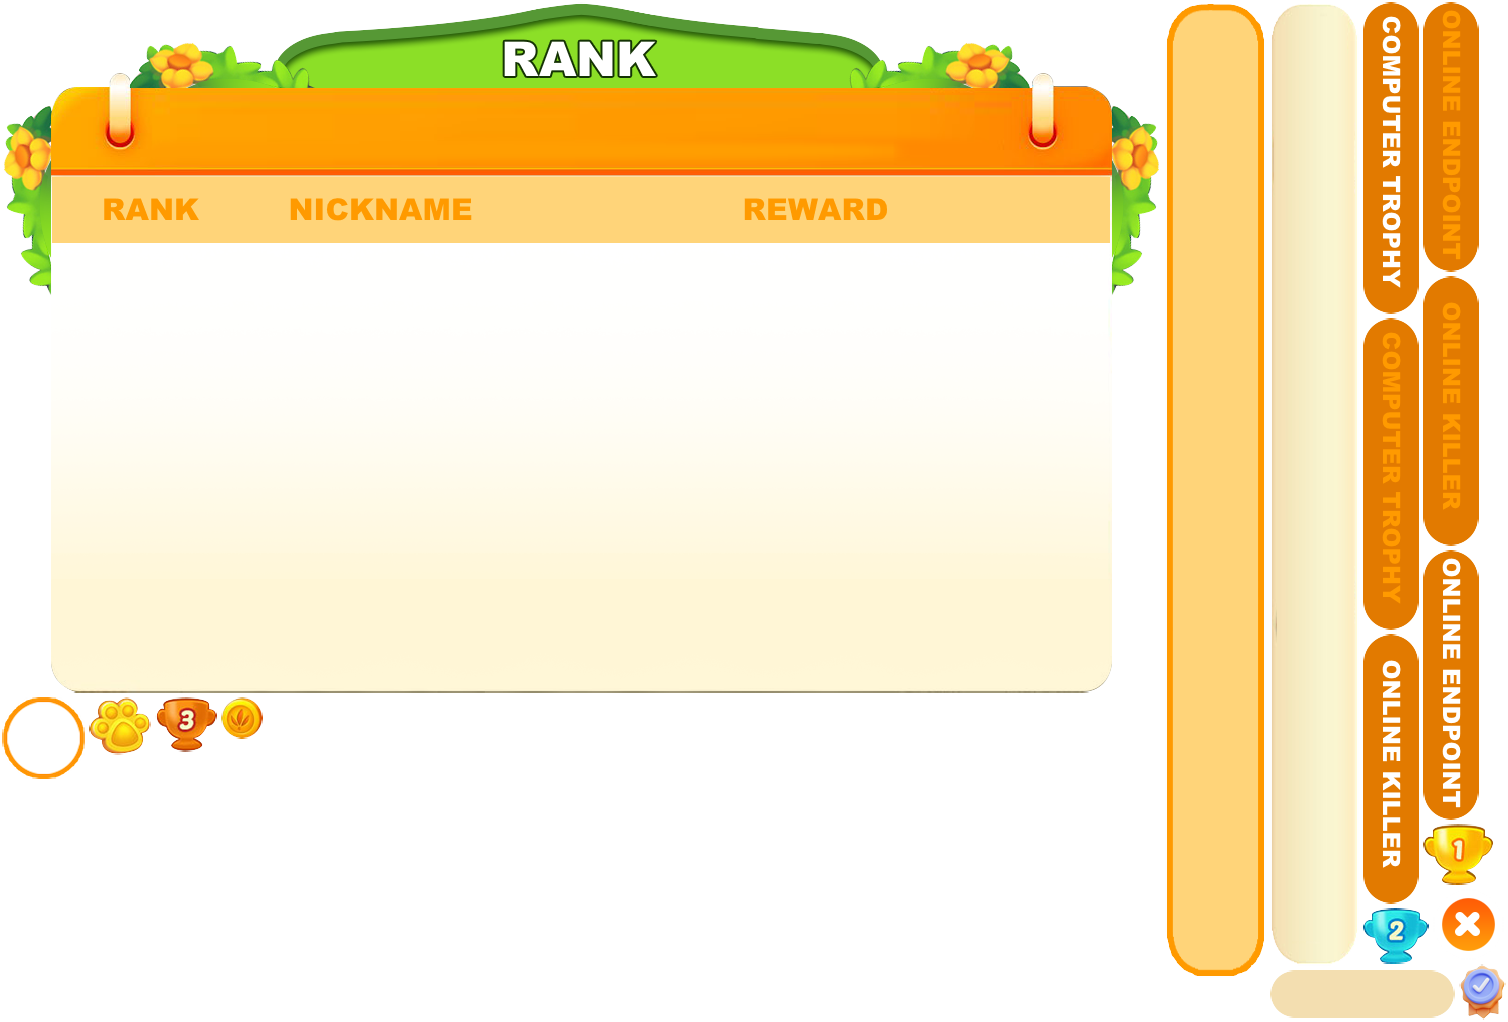 RANK
RANK NICKNAME REWARD
COMPUTER TROPHY
ONLINE ENDPOINT
COMPUTER TROPHY
ONLINE KILLER
ONLINE KILLER
ONLINE ENDPOINT
3
1
2